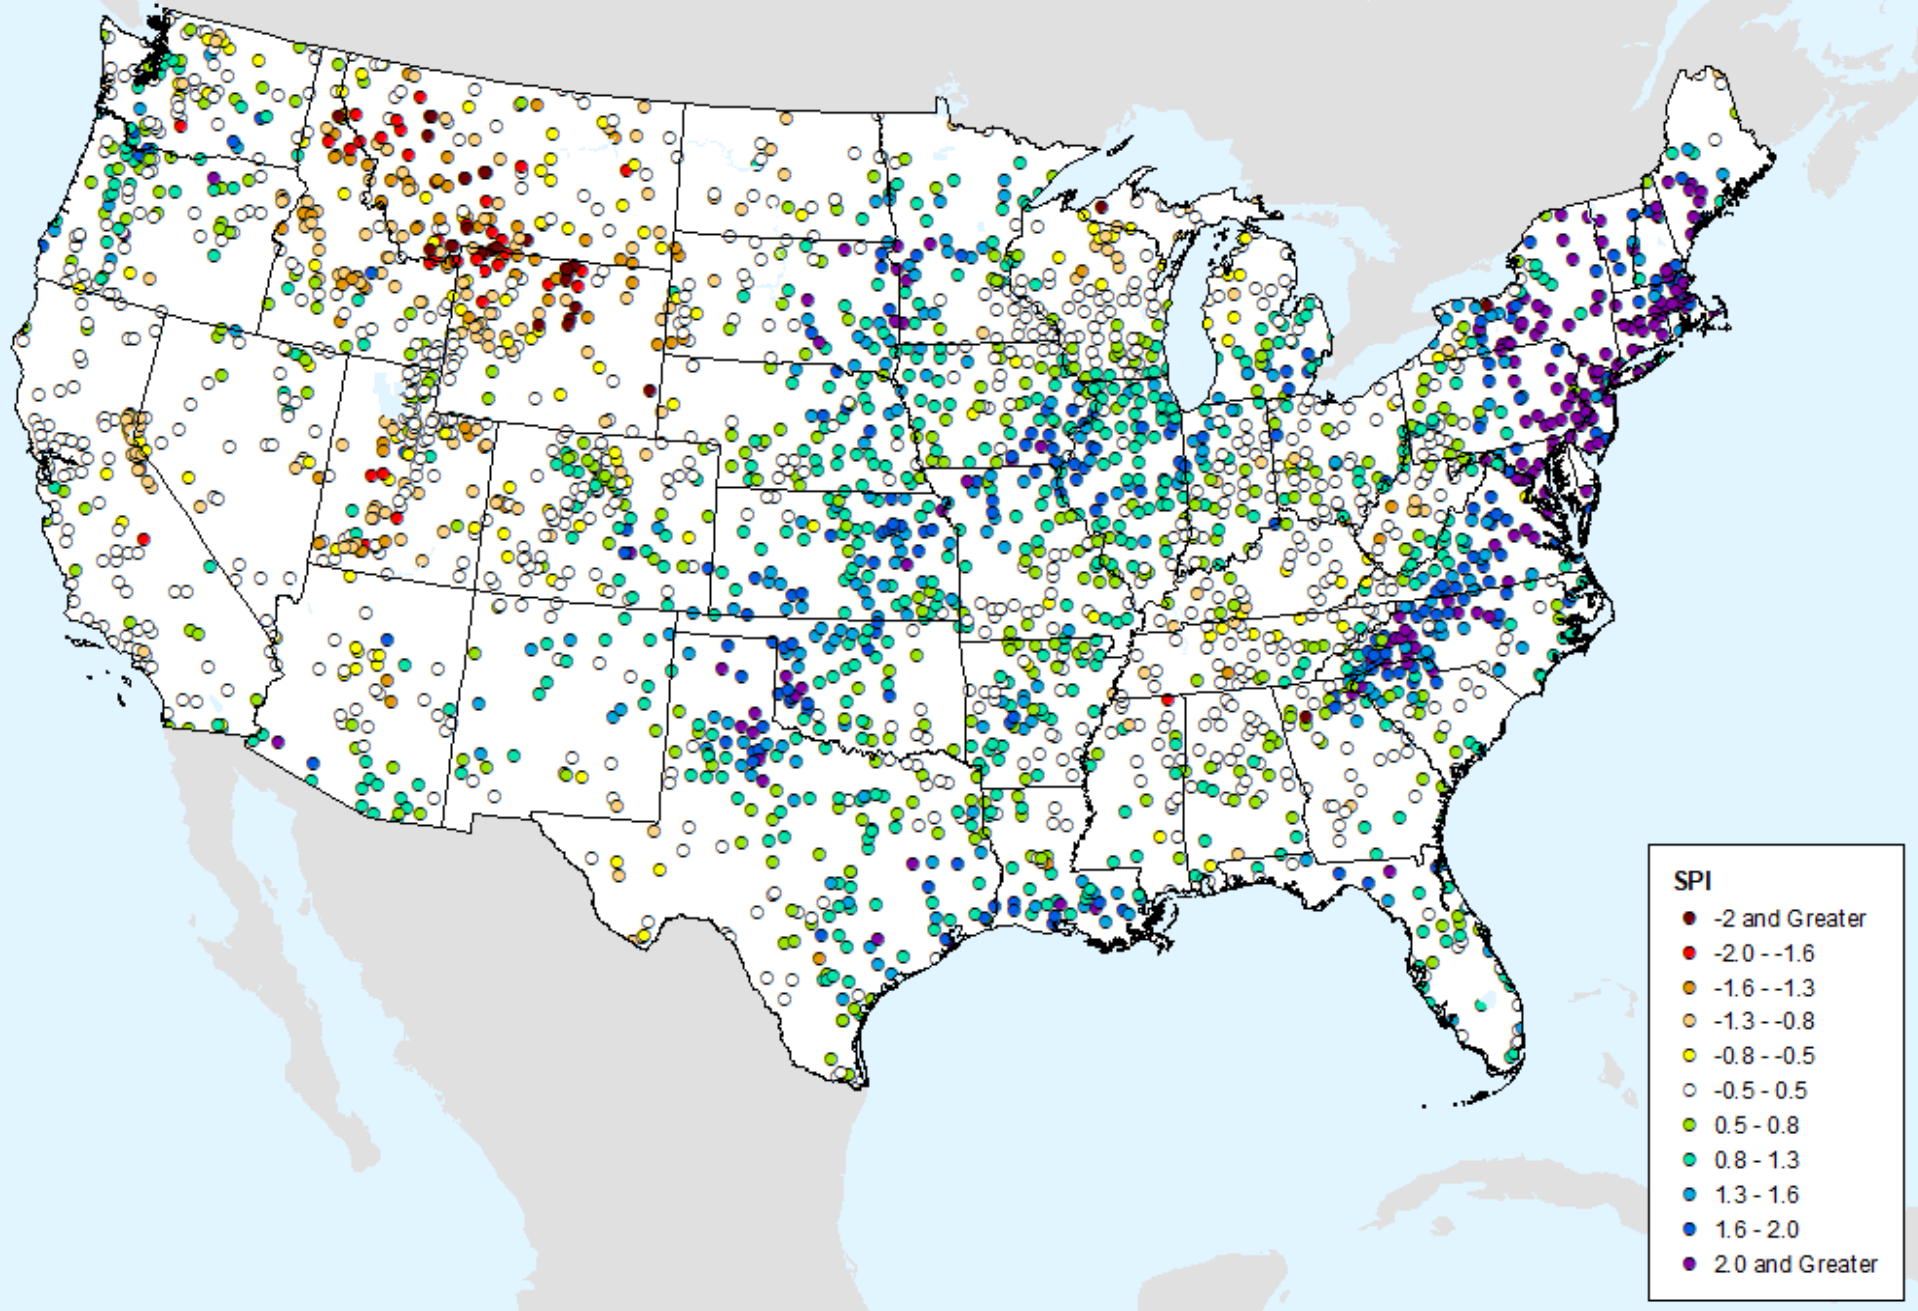 SPI
-2 and Greater
-2.0 - -1.6
-1.6 - -1.3
-1.3 - -0.8
-0.8 - -0.5
-0.5 - 0.5
0.5 - 0.8
0.8 - 1.3
1.3 - 1.6
1.6 - 2.0
2.0 and Greater